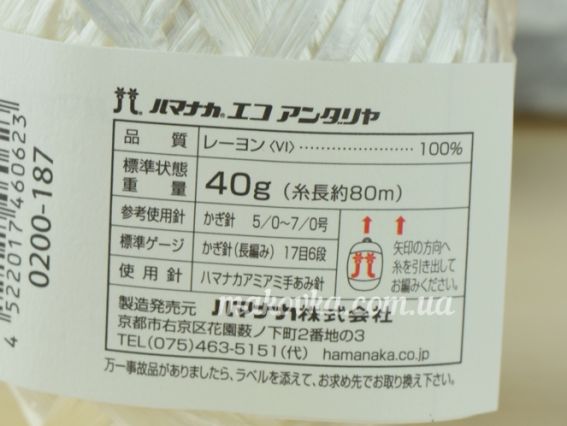 ハマナカ® エコ アンダリヤ
品質 レーヨン〈VI〉 ………………… 100%
標準状態重量 40g (糸長約80m)
参考使用針 かぎ針 5/0~7/0号
標準ゲージ かぎ針(長編み) 17目6段
使用針 ハマナカアミアミ手あみ針
矢印の方向へ
糸を引き出して
お編みください。
製造発売元 ハマナカ株式会社
京都市右京区花園薮ノ下町2番地の3
TEL(075)463-5151(代) hamanaka.co.jp
万一事故品がありましたら、ラベルを添えて、お求め先でお取り換え下さい。
4 522017 460623
0200-187
makovka.com.ua